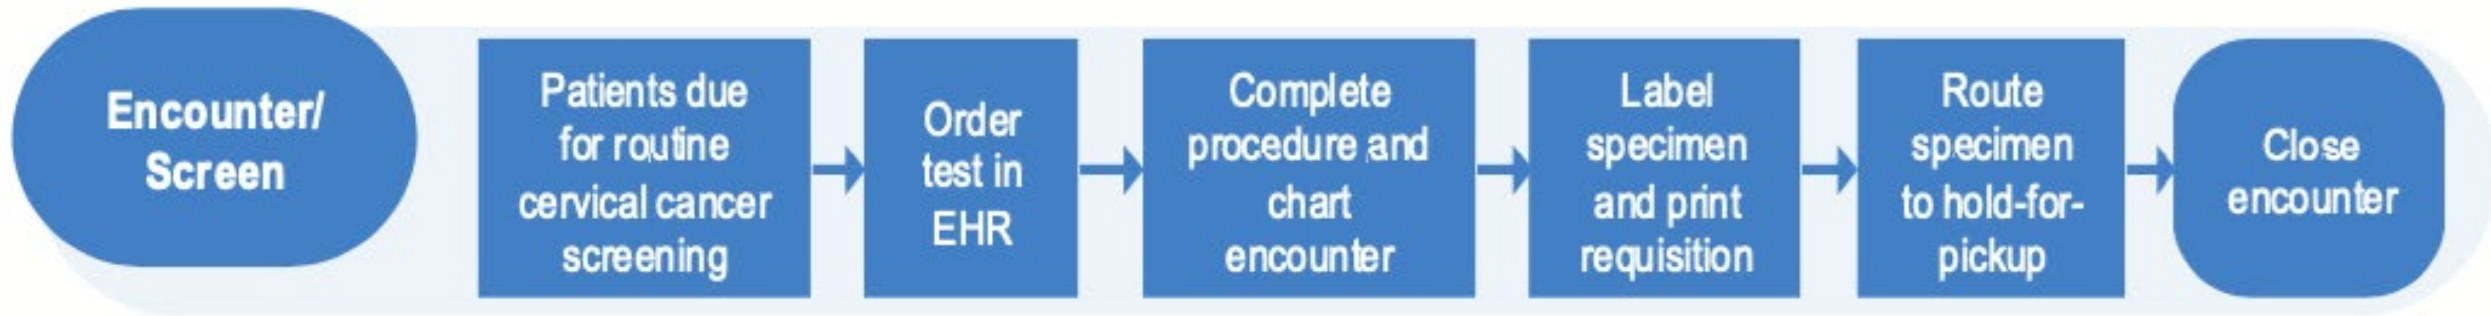 Encounter/
Screen
Patients due
for routine
cervical cancer
screening
Order
test in
EHR
Complete
procedure and
chart
encounter
Label
specimen
and print
requisition
Route
specimen
to hold-for-
pickup
Close
encounter